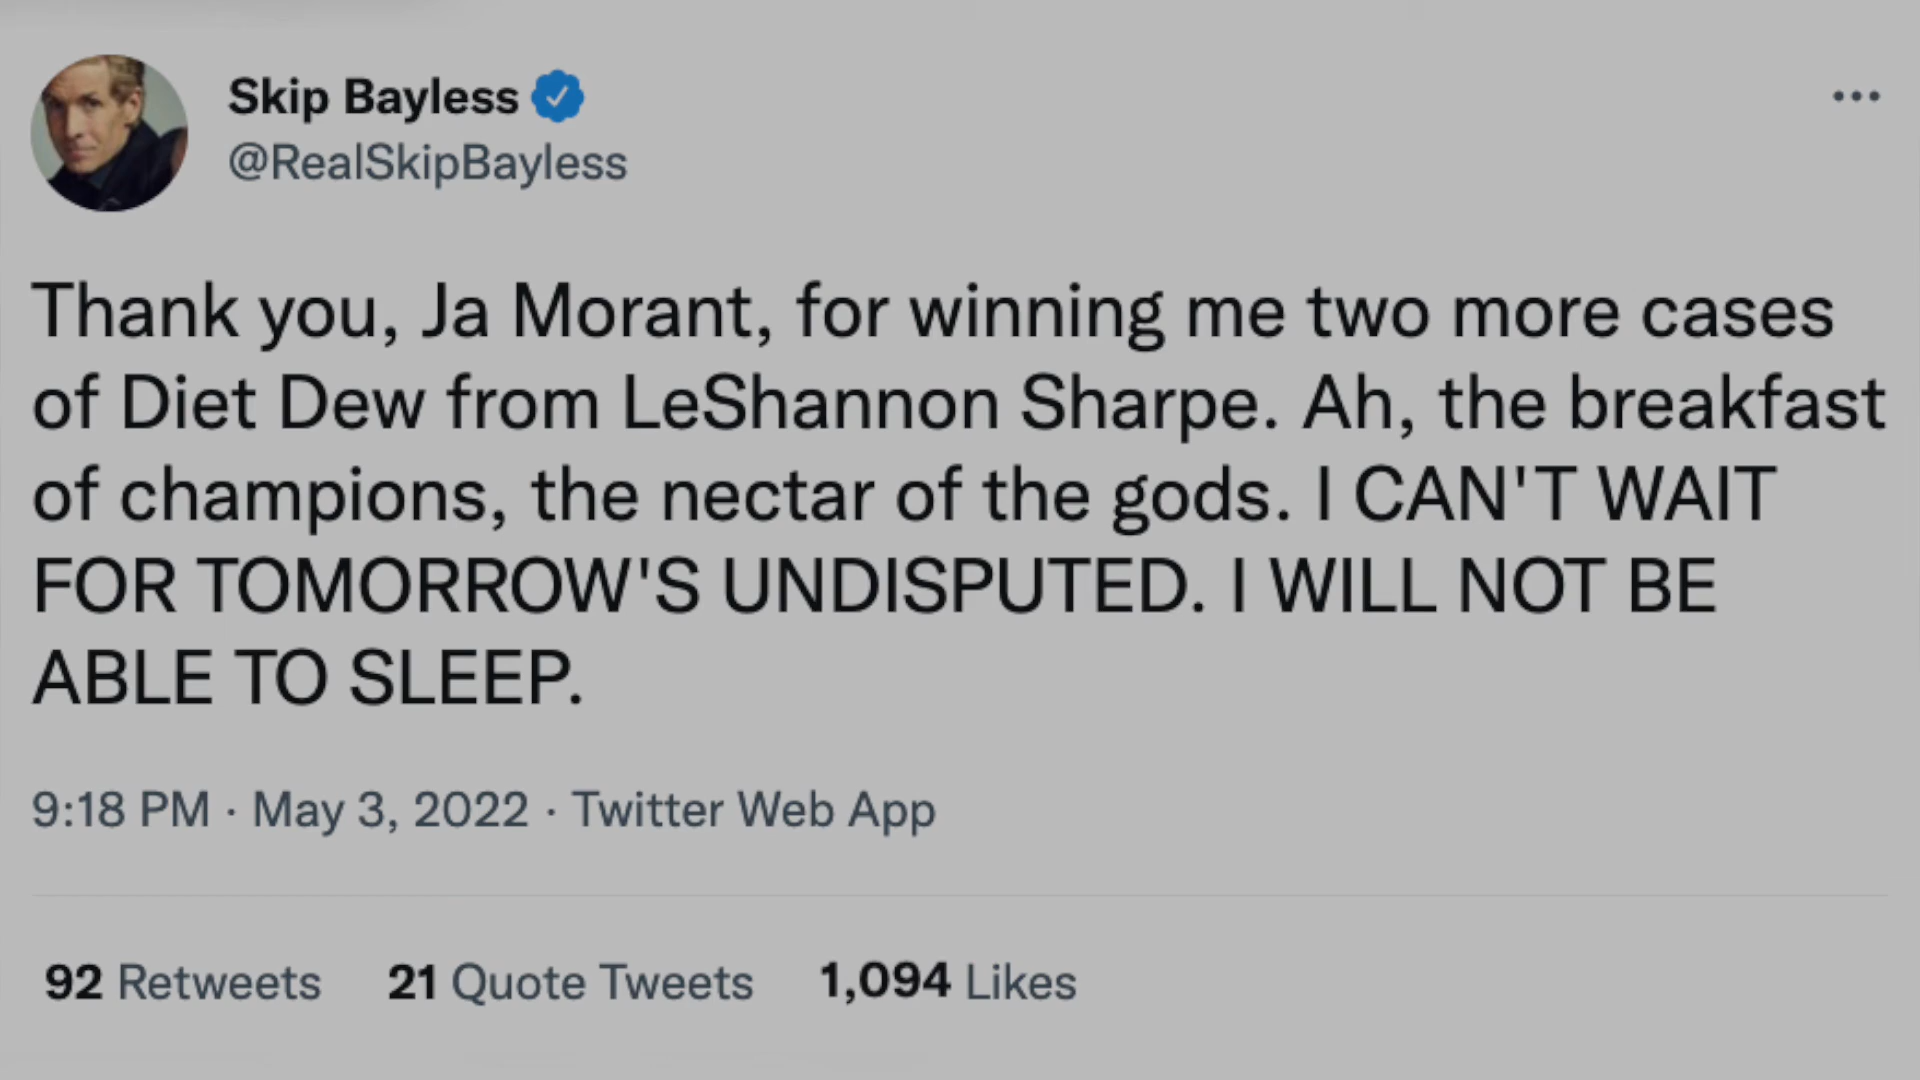 Skip Bayless
@RealSkipBayless
Thank you, Ja Morant, for winning me two more cases
of Diet Dew from LeShannon Sharpe. Ah, the breakfast
of champions, the nectar of the gods. I CAN'T WAIT
FOR TOMORROW'S UNDISPUTED. I WILL NOT BE
ABLE TO SLEEP.
9:18 PM · May 3, 2022 · Twitter Web App
92 Retweets 21 Quote Tweets 1,094 Likes